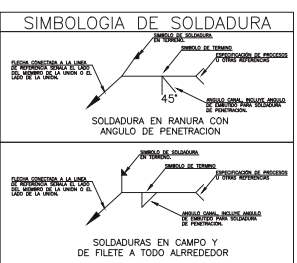 SIMBOLOGIA DE SOLDADURA
SIMBOLO DE SOLDADURA
EN TERRENO.
SIMBOLO DE TERMINO
FLECHA CONECTADA A LA LINEA
DE REFERENCIA SEÑALA EL LADO
DEL MIEMBRO DE LA UNION O EL
LADO DE LA UNION.
ESPECIFICACIÓN DE PROCESOS
U OTRAS REFERENCIAS
45°
ANGULO CANAL, INCLUYE ANGULO
DE EMBUTIDO PARA SOLDADURA
DE PENETRACION.
SOLDADURA EN RANURA CON
ANGULO DE PENETRACION
SIMBOLO DE SOLDADURA
EN TERRENO.
SIMBOLO DE TERMINO
FLECHA CONECTADA A LA LINEA
DE REFERENCIA SEÑALA EL LADO
DEL MIEMBRO DE LA UNION O EL
LADO DE LA UNION.
ESPECIFICACIÓN DE PROCESOS
U OTRAS REFERENCIAS
ANGULO CANAL, INCLUYE ANGULO
DE EMBUTIDO PARA SOLDADURA
DE PENETRACION.
SOLDADURAS EN CAMPO Y
DE FILETE A TODO ALRREDEDOR